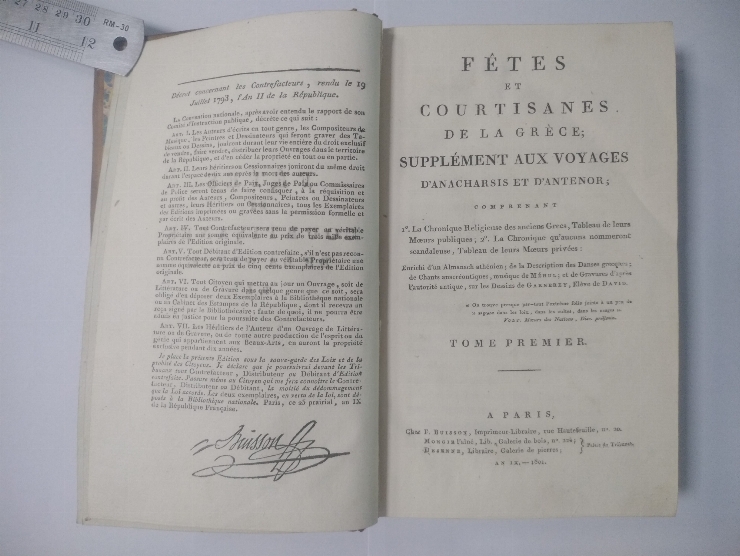 27 28 29 30 RM-30
11 12
Décret concernant les Contrefacteurs, rendu le 19
Juillet 1793, l'An II de la République.
La Convention nationale, après avoir entendu le rapport de son
Comité d'Instruction publique, décrète ce qui suit :
ART. I. Les Auteurs d'écrits en tout genre, les Compositeurs de
Musique, les Peintres et Dessinateurs qui feront graver des Ta-
bleaux ou Dessins, jouiront durant leur vie entière du droit exclusif
de vendre, faire vendre, distribuer leurs Ouvrages dans le territoire
de la République, et d'en céder la propriété en tout ou en partie.
ART. II. Leurs héritiers ou Cessionnaires jouiront du même droit
durant l'espace de dix ans après la mort des auteurs.
ART. III. Les Officiers de Paix, Juges de Paix ou Commissaires
de Police seront tenus de faire confisquer, à la réquisition et
au profit des Auteurs, Compositeurs, Peintres ou Dessinateurs
et autres, leurs Héritiers ou Cessionnaires, tous les Exemplaires
des Editions imprimées ou gravées sans la permission formelle et
par écrit des Auteurs.
ART. IV. Tout Contrefacteur sera tenu de payer au véritable
Propriétaire une somme équivalente au prix de trois mille exem-
plaires de l'Edition originale.
ART. V. Tout Débitant d'Edition contrefaite, s'il n'est pas reconnu
Contrefacteur, sera tenu de payer au véritable Propriétaire une
somme équivalente au prix de cinq cents exemplaires de l'Edition
originale.
ART. VI. Tout Citoyen qui mettra au jour un Ouvrage, soit de
Littérature ou de Gravure dans quelque genre que ce soit, sera
obligé d'en déposer deux Exemplaires à la Bibliothèque nationale
ou au Cabinet des Estampes de la République, dont il recevra un
reçu signé par le Bibliothécaire ; faute de quoi, il ne pourra être
admis en justice pour la poursuite des Contrefacteurs.
ART. VII. Les Héritiers de l'Auteur d'un Ouvrage de Littéra-
ture ou de Gravure, ou de toute autre production de l'esprit ou du
génie qui appartiennent aux Beaux-Arts, en auront la propriété
exclusive pendant dix années.
Je place la présente Edition sous la sauve-garde des Loix et de la
probité des Citoyens. Je déclare que je poursuivrai devant les Tri-
bunaux tout Contrefacteur, Distributeur ou Débitant d'Edition
contrefaite. J'assure même au Citoyen qui me fera connaître le Contre-
facteur, Distributeur ou Débitant, la moitié du dédommagement
que la Loi accorde. Les deux exemplaires, en vertu de la loi, sont dé-
posés à la Bibliothèque nationale. Paris, ce 25 prairial, an IX
de la République Française.
Buisson
FÊTES
ET
COURTISANES
DE LA GRÈCE ;
SUPPLÉMENT AUX VOYAGES
D'ANACHARSIS ET D'ANTENOR ;
COMPRENANT
1°. La Chronique Religieuse des anciens Grecs, Tableau de leurs
Mœurs publiques ; 2°. La Chronique qu'aucuns nommeront
scandaleuse, Tableau de leurs Mœurs privées :
Enrichi d'un Almanach athénien ; de la Description des Danses grecques ;
de Chants anacréontiques, musique de MÉHUL ; et de Gravures d'après
l'autorité antique, sur les Dessins de GARNEREY, Elève de DAVID.
TOME PREMIER.
A PARIS,
Chez F. BUISSON, Imprimeur-Libraire, rue Hautefeuille, n°. 20.
MONGIE l'aîné, Lib., Galerie de bois, n°. 224 ;
DESENNE, Libraire, Galerie de pierres ;
} Palais du Tribunat.
AN IX. — 1801.